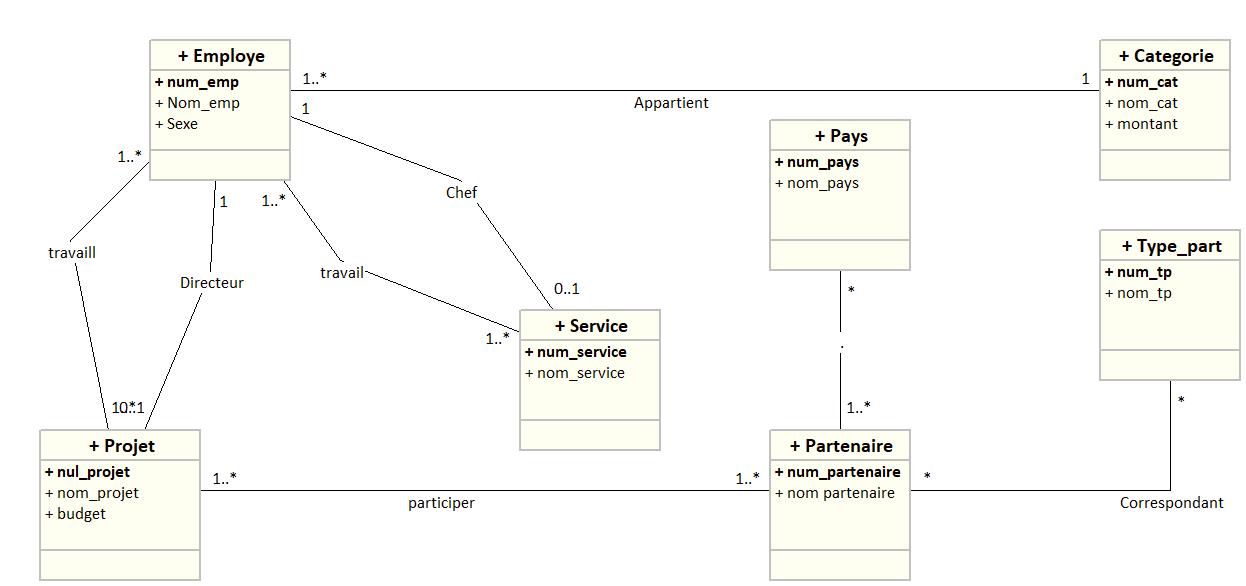 + Employe
+ num_emp
+ Nom_emp
+ Sexe
1..*
Appartient
1
+ Categorie
+ num_cat
+ nom_cat
+ montant
1
Chef
0..1
1..*
travaill
1
Directeur
1..*
travail
1..*
+ Service
+ num_service
+ nom_service
+ Pays
+ num_pays
+ nom_pays
*
.
1..*
+ Type_part
+ num_tp
+ nom_tp
*
+ Projet
+ nul_projet
+ nom_projet
+ budget
1..*
participer
1..*
+ Partenaire
+ num_partenaire
+ nom partenaire
*
Correspondant